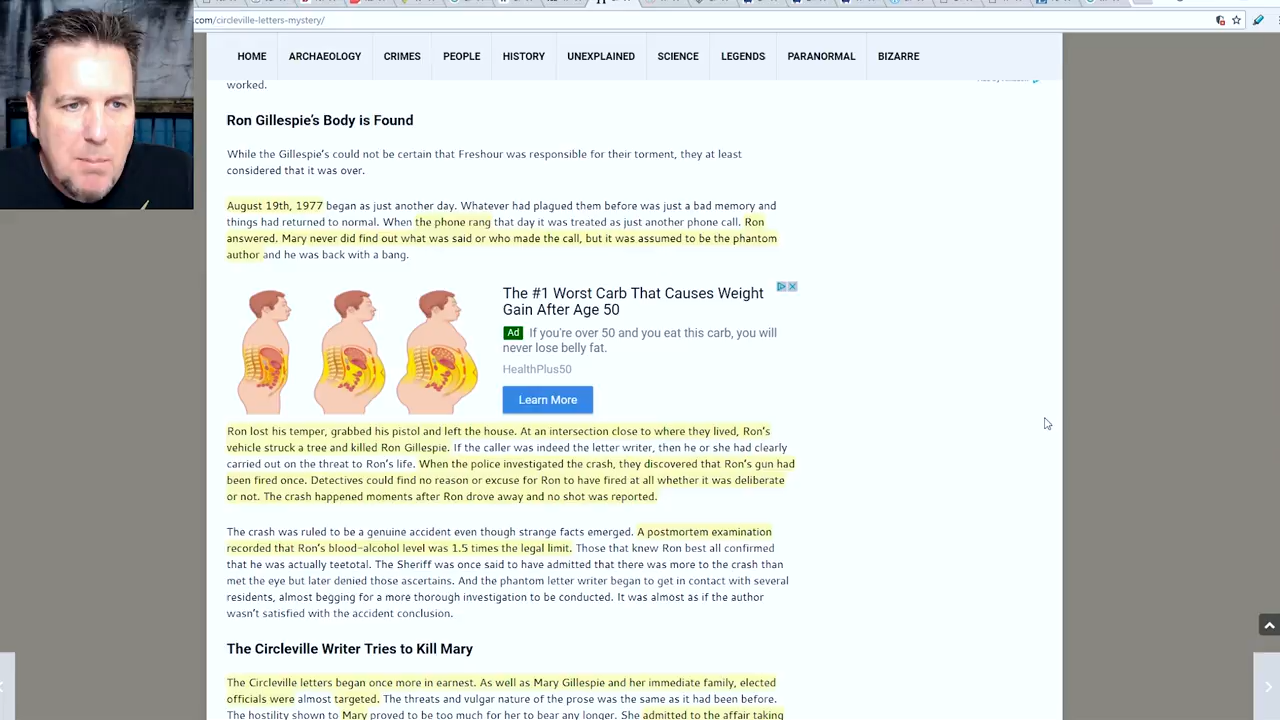 com/circleville-letters-mystery/
HOME ARCHAEOLOGY CRIMES PEOPLE HISTORY UNEXPLAINED SCIENCE LEGENDS PARANORMAL BIZARRE
worked.
Ron Gillespie's Body is Found
While the Gillespie's could not be certain that Freshour was responsible for their torment, they at least
considered that it was over.
August 19th, 1977 began as just another day. Whatever had plagued them before was just a bad memory and
things had returned to normal. When the phone rang that day it was treated as just another phone call. Ron
answered. Mary never did find out what was said or who made the call, but it was assumed to be the phantom
author and he was back with a bang.
The #1 Worst Carb That Causes Weight
Gain After Age 50
Ad If you're over 50 and you eat this carb, you will
never lose belly fat.
HealthPlus50
Learn More
Ron lost his temper, grabbed his pistol and left the house. At an intersection close to where they lived, Ron's
vehicle struck a tree and killed Ron Gillespie. If the caller was indeed the letter writer, then he or she had clearly
carried out on the threat to Ron's life. When the police investigated the crash, they discovered that Ron's gun had
been fired once. Detectives could find no reason or excuse for Ron to have fired at all whether it was deliberate
or not. The crash happened moments after Ron drove away and no shot was reported.
The crash was ruled to be a genuine accident even though strange facts emerged. A postmortem examination
recorded that Ron's blood-alcohol level was 1.5 times the legal limit. Those that knew Ron best all confirmed
that he was actually teetotal. The Sheriff was once said to have admitted that there was more to the crash than
met the eye but later denied those ascertains. And the phantom letter writer began to get in contact with several
residents, almost begging for a more thorough investigation to be conducted. It was almost as if the author
wasn't satisfied with the accident conclusion.
The Circleville Writer Tries to Kill Mary
The Circleville letters began once more in earnest. As well as Mary Gillespie and her immediate family, elected
officials were almost targeted. The threats and vulgar nature of the prose was the same as it had been before.
The hostility shown to Mary proved to be too much for her to bear any longer. She admitted to the affair taking